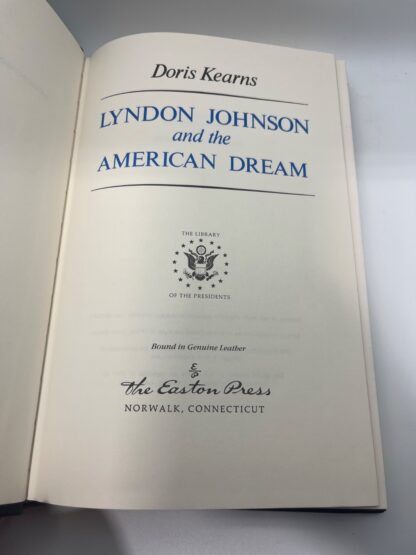 Doris Kearns
LYNDON JOHNSON
and the
AMERICAN DREAM
THE LIBRARY
OF THE PRESIDENTS
Bound in Genuine Leather
The Easton Press
NORWALK, CONNECTICUT